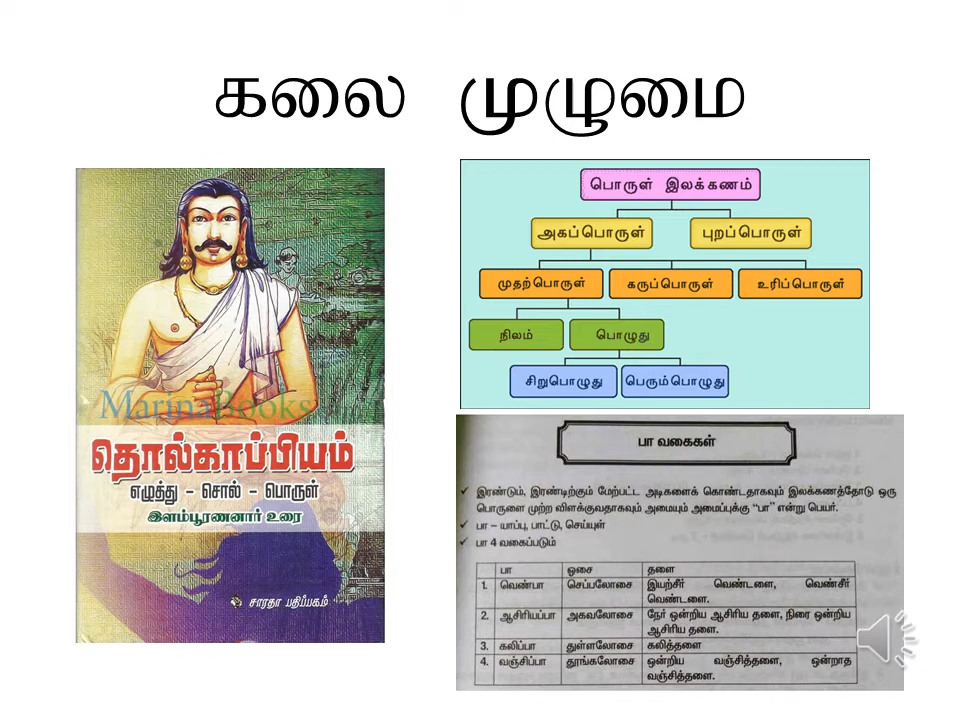 கலை முழுமை
MarinaBooks
தொல்காப்பியம்
எழுத்து - சொல் - பொருள்
இளம்பூரணனார் உரை
சாரதா பதிப்பகம்
பொருள் இலக்கணம்
அகப்பொருள் புறப்பொருள்
முதற்பொருள் கருப்பொருள் உரிப்பொருள்
நிலம் பொழுது
சிறுபொழுது பெரும்பொழுது
பா வகைகள்
✓ இரண்டும், இரண்டிற்கும் மேற்பட்ட அடிகளைக் கொண்டதாகவும் இலக்கணத்தோடு ஒரு
பொருளை முற்ற விளக்குவதாகவும் அமையும் அமைப்புக்கு "பா" என்று பெயர்.
✓ பா – யாப்பு, பாட்டு, செய்யுள்
✓ பா 4 வகைப்படும்
பா ஓசை தளை
1. வெண்பா செப்பலோசை இயற்சீர் வெண்டளை, வெண்சீர்
வெண்டளை.
2. ஆசிரியப்பா அகவலோசை நேர் ஒன்றிய ஆசிரிய தளை, நிரை ஒன்றிய
ஆசிரிய தளை.
3. கலிப்பா துள்ளலோசை கலித்தளை
4. வஞ்சிப்பா தூங்கலோசை ஒன்றிய வஞ்சித்தளை, ஒன்றாத
வஞ்சித்தளை.